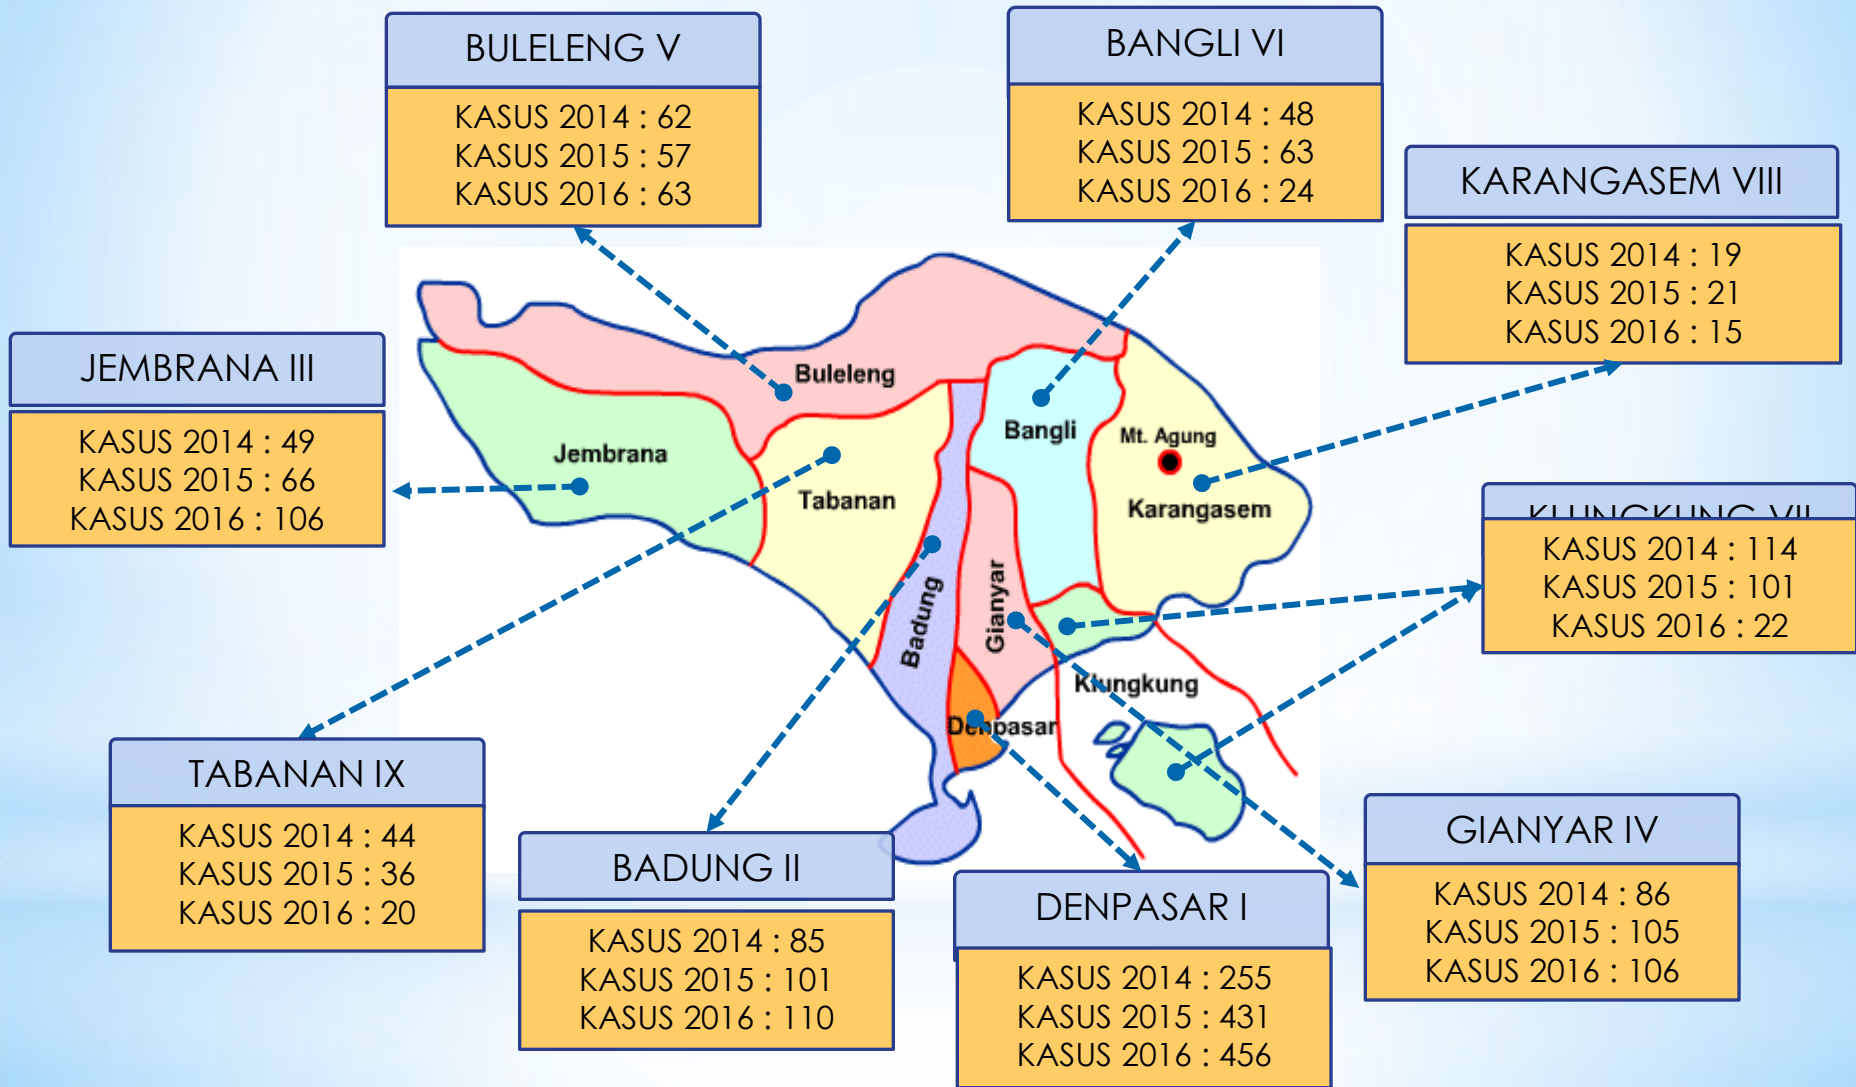 BULELENG V
KASUS 2014 : 62
KASUS 2015 : 57
KASUS 2016 : 63
BANGLI VI
KASUS 2014 : 48
KASUS 2015 : 63
KASUS 2016 : 24
KARANGASEM VIII
KASUS 2014 : 19
KASUS 2015 : 21
KASUS 2016 : 15
JEMBRANA III
KASUS 2014 : 49
KASUS 2015 : 66
KASUS 2016 : 106
Buleleng
Bangli
Mt. Agung
Jembrana
Tabanan
Karangasem
Badung
Gianyar
Klungkung
Denpasar
KLUNGKUNG VII
KASUS 2014 : 114
KASUS 2015 : 101
KASUS 2016 : 22
TABANAN IX
KASUS 2014 : 44
KASUS 2015 : 36
KASUS 2016 : 20
BADUNG II
KASUS 2014 : 85
KASUS 2015 : 101
KASUS 2016 : 110
DENPASAR I
KASUS 2014 : 255
KASUS 2015 : 431
KASUS 2016 : 456
GIANYAR IV
KASUS 2014 : 86
KASUS 2015 : 105
KASUS 2016 : 106